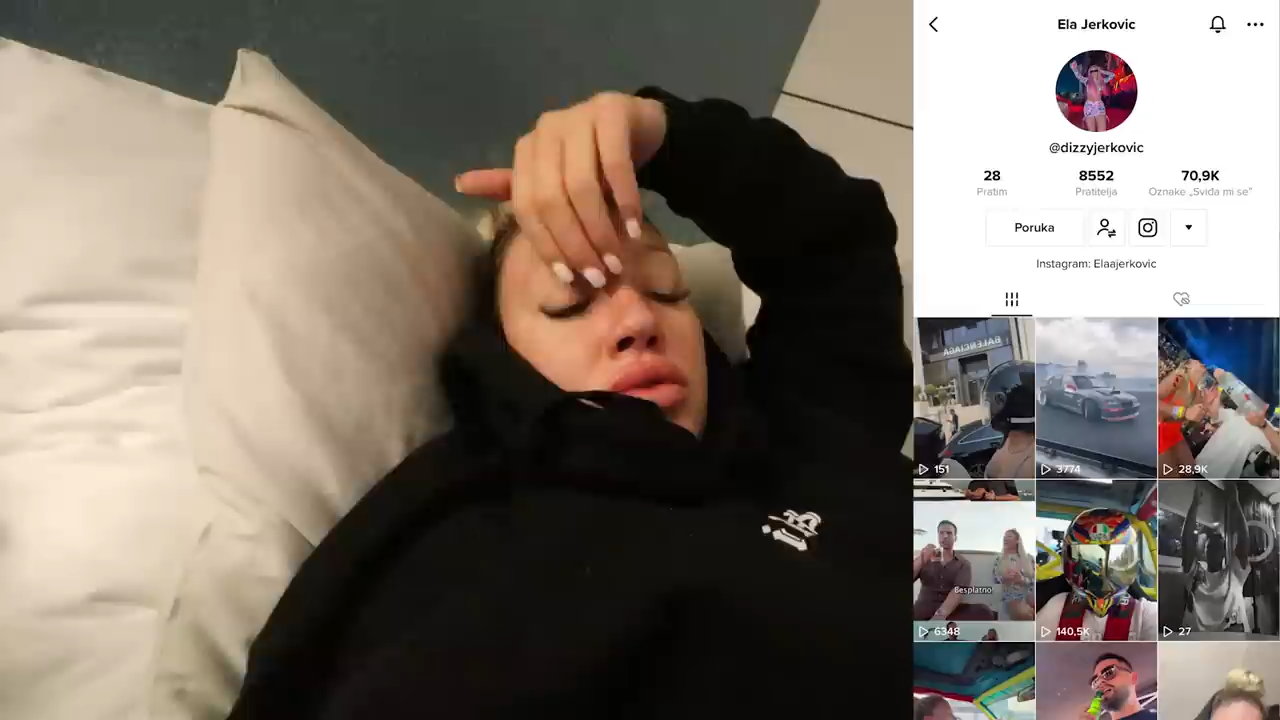 Ela Jerkovic
@dizzyjerkovic
28 8552 70,9K
Pratim Pratitelja Oznake „Sviđa mi se”
Poruka
Instagram: Elaajerkovic
BALENCIAGA
151 3774 28,9K
Besplatno
6348 140,5K 27